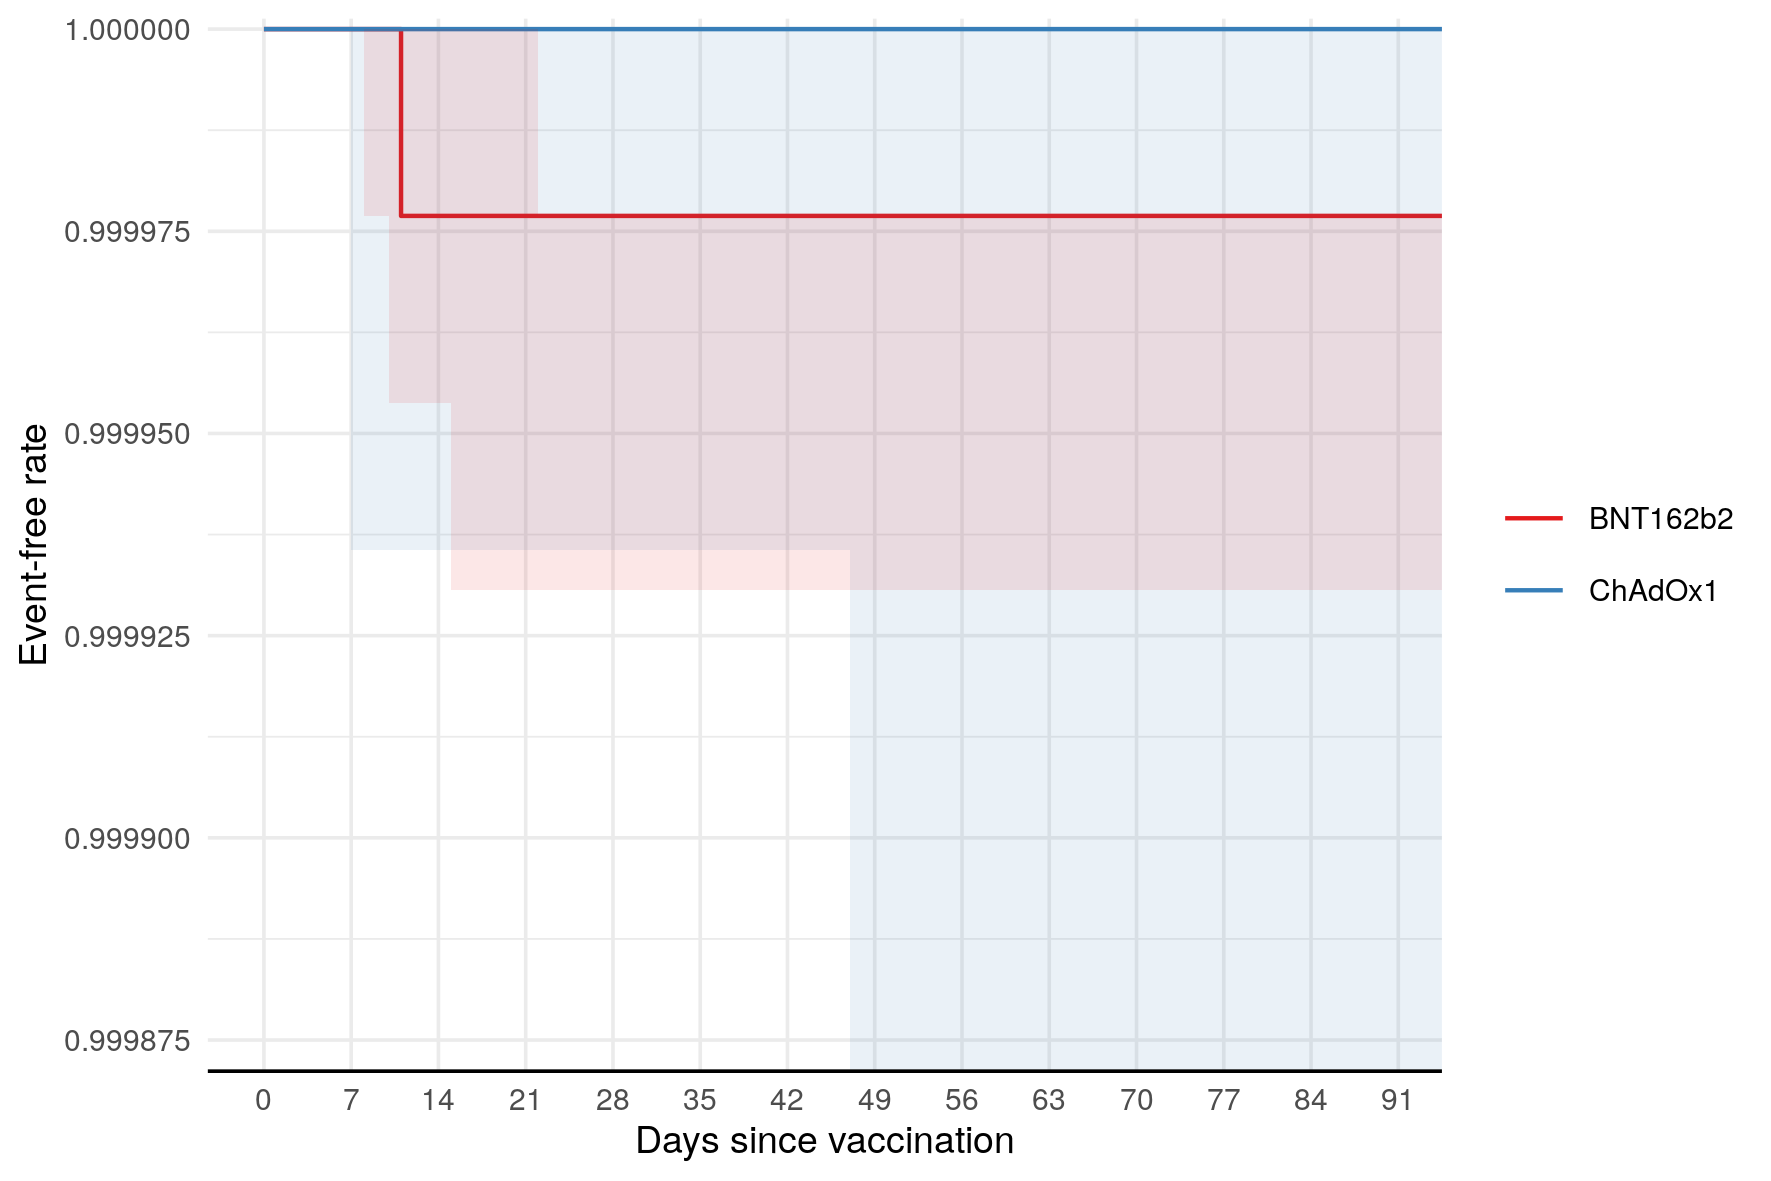 1.000000
0.999975
0.999950
0.999925
0.999900
0.999875
Event-free rate
0 7 14 21 28 35 42 49 56 63 70 77 84 91
Days since vaccination
BNT162b2
ChAdOx1